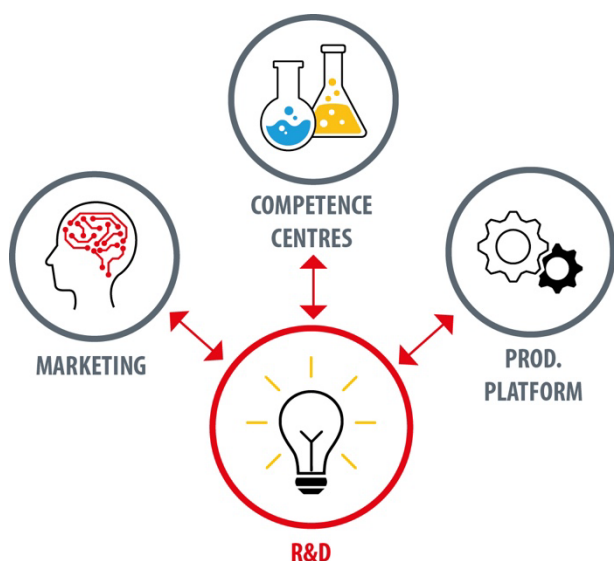 COMPETENCE
CENTRES
MARKETING
PROD.
PLATFORM
R&D